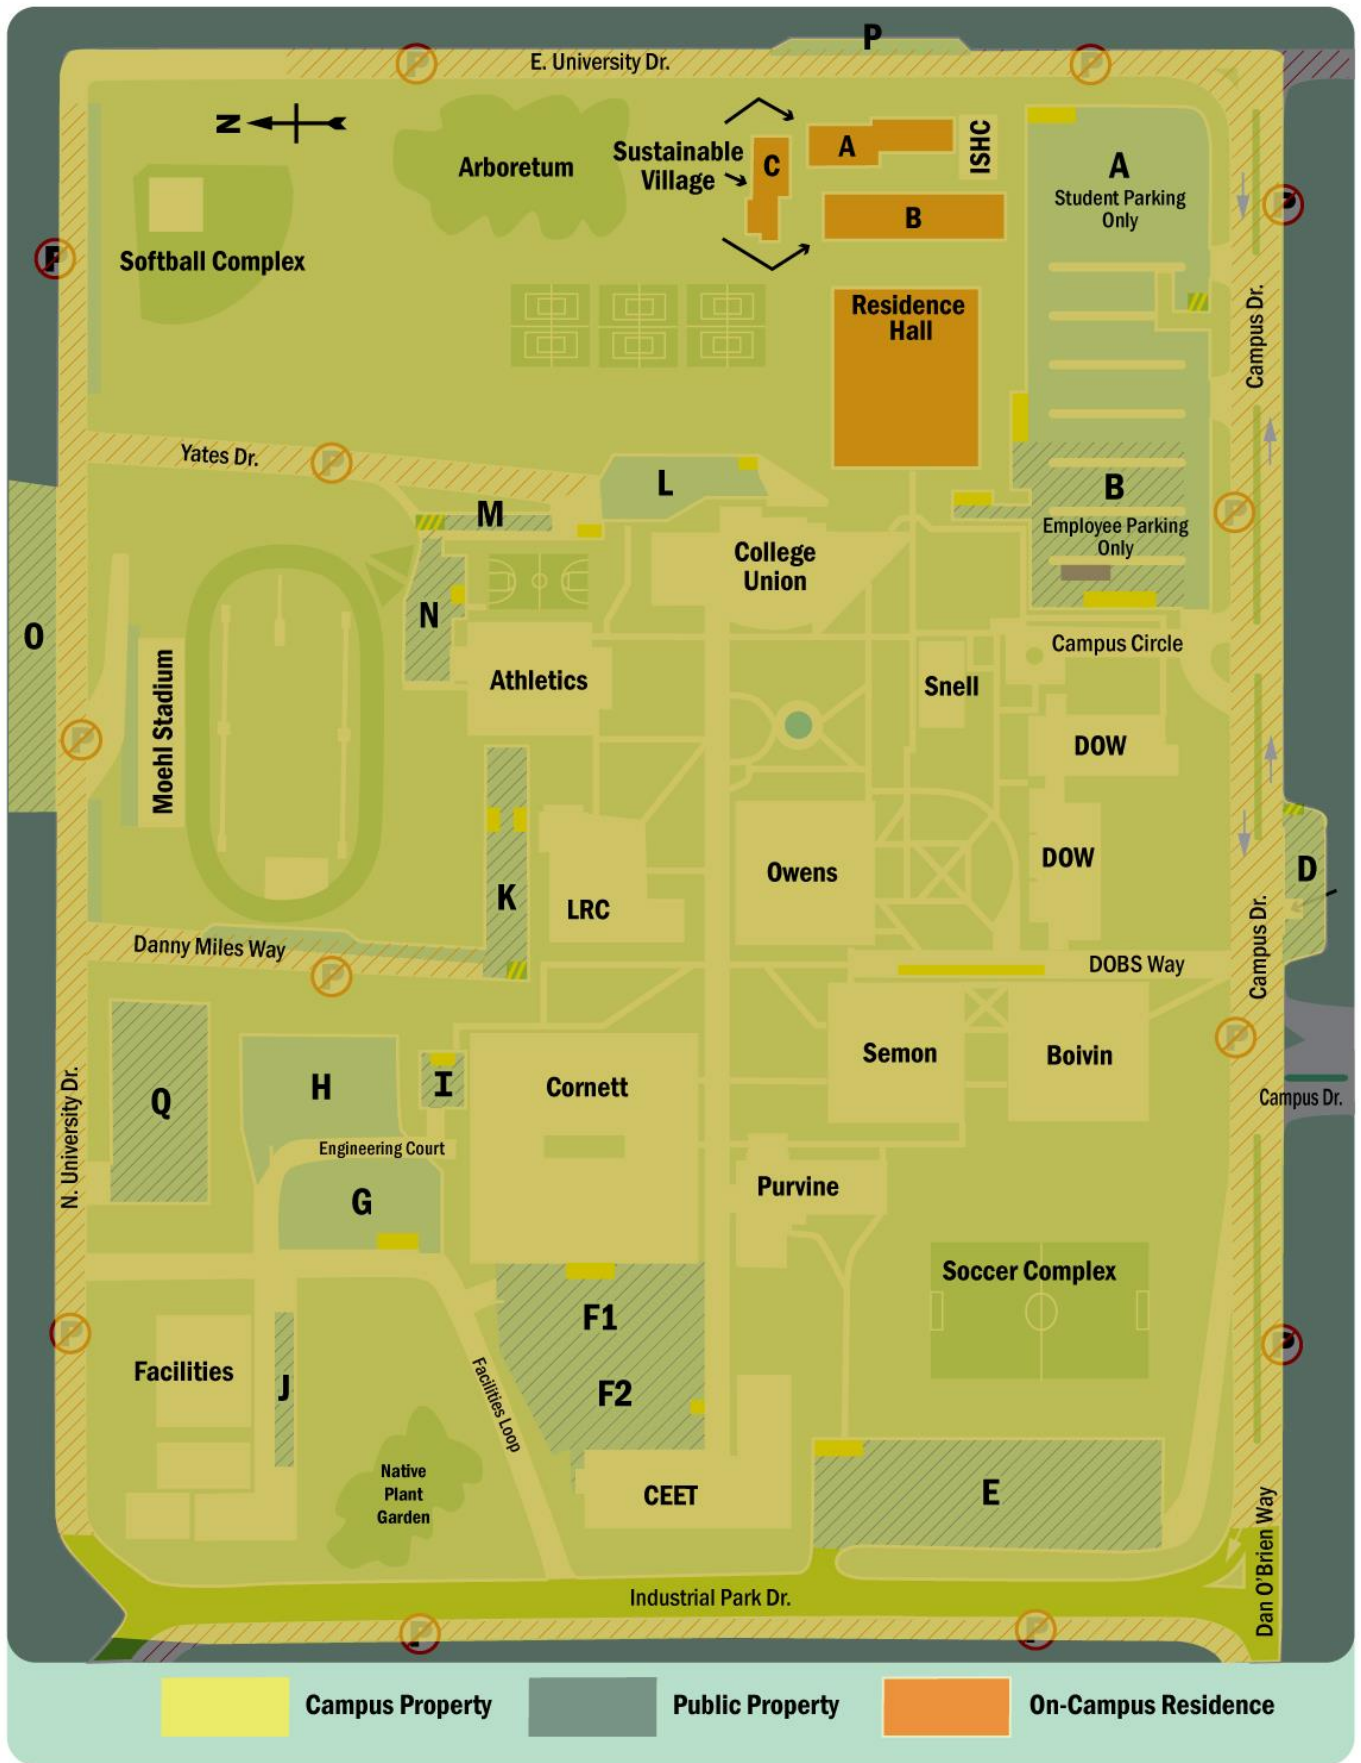 P
E. University Dr.
N
Arboretum
Sustainable
Village
C
A
ISHC
B
A
Student Parking
Only
P
P
P
P
Softball Complex
Residence
Hall
Campus Dr.
Yates Dr.
P
L
M
B
Employee Parking
Only
P
College
Union
N
O
Athletics
Snell
Campus Circle
Moehl Stadium
P
DOW
DOW
Owens
K
LRC
D
Danny Miles Way
P
DOBS Way
Campus Dr.
Semon
Boivin
P
Campus Dr.
Q
H
I
Cornett
Engineering Court
N. University Dr.
G
Purvine
Soccer Complex
F1
F2
P
P
Facilities
J
Facilities Loop
Native
Plant
Garden
CEET
E
Industrial Park Dr.
Dan O'Brien Way
P
P
Campus Property
Public Property
On-Campus Residence